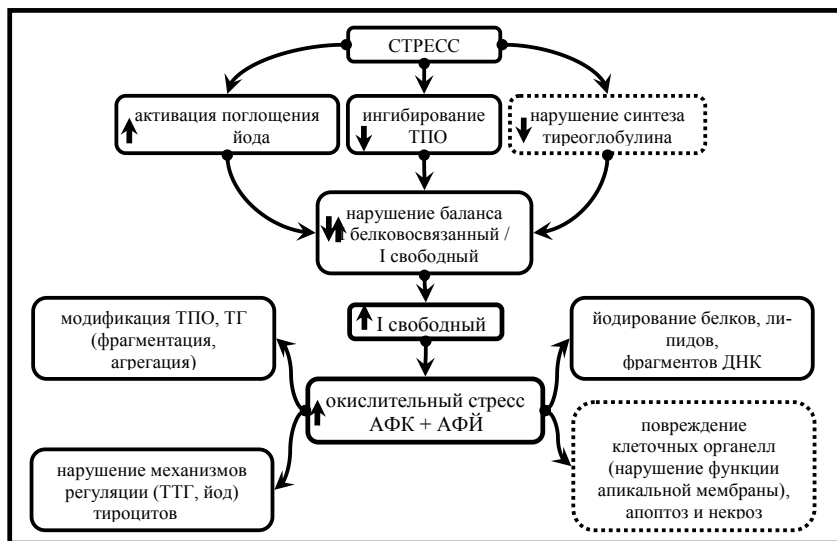 СТРЕСС
активация поглощения
йода
ингибирование
ТПО
нарушение синтеза
тиреоглобулина
нарушение баланса
белковосвязанный /
I свободный
I свободный
модификация ТПО, ТГ
(фрагментация,
агрегация)
йодирование белков, ли-
пидов,
фрагментов ДНК
окислительный стресс
АФК + АФЙ
нарушение механизмов
регуляции (ТТГ, йод)
тироцитов
повреждение
клеточных органелл
(нарушение функции
апикальной мембраны),
апоптоз и некроз